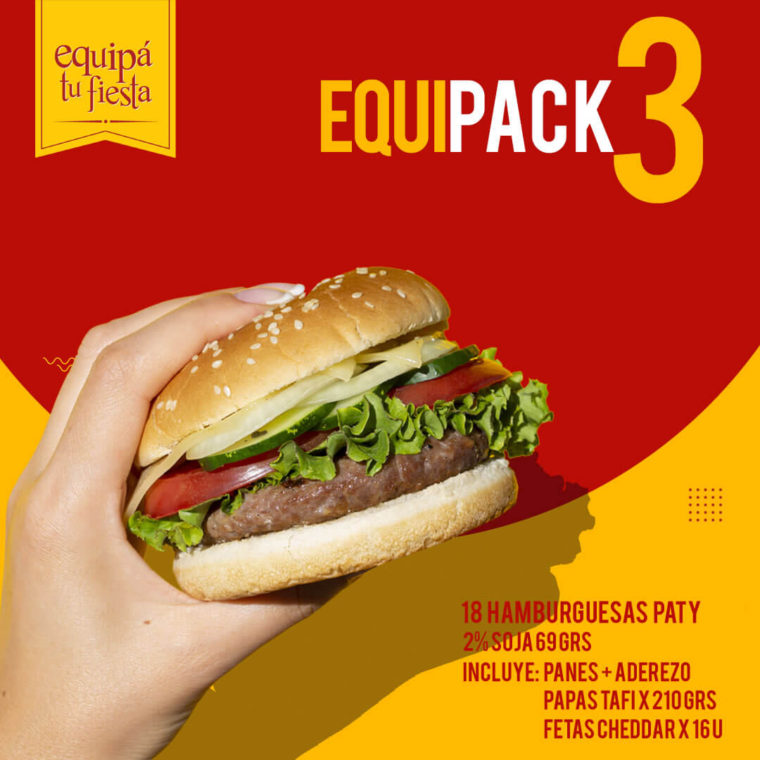 equipá
tu fiesta
EQUIPACK 3
18 HAMBURGUESAS PATY
2% SOJA 69 GRS
INCLUYE: PANES + ADEREZO
PAPAS TAFI X 210 GRS
FETAS CHEDDAR X 16 U